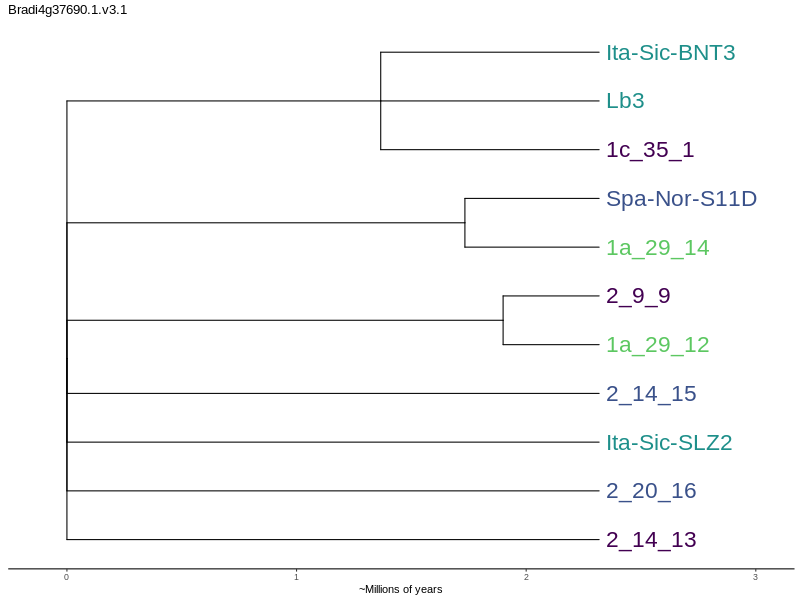 Bradi4g37690.1.v3.1
Ita-Sic-BNT3
Lb3
1c_35_1
Spa-Nor-S11D
1a_29_14
2_9_9
1a_29_12
2_14_15
Ita-Sic-SLZ2
2_20_16
2_14_13
0 1 2 3
~Millions of years